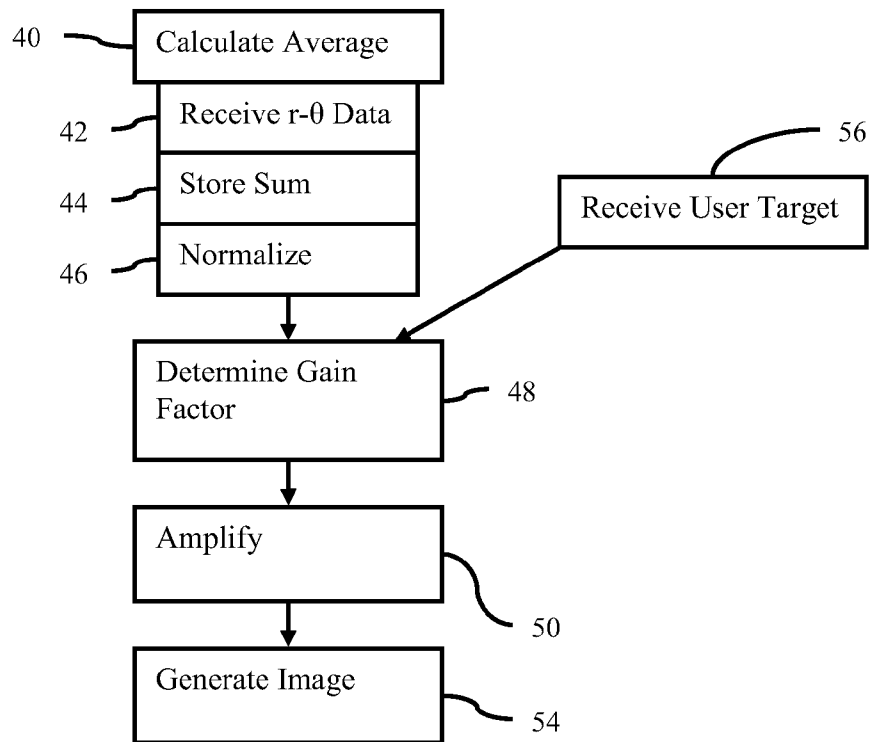 40
Calculate Average
42
Receive r-θ Data
44
Store Sum
46
Normalize
56
Receive User Target
Determine Gain
Factor
48
Amplify
50
Generate Image
54